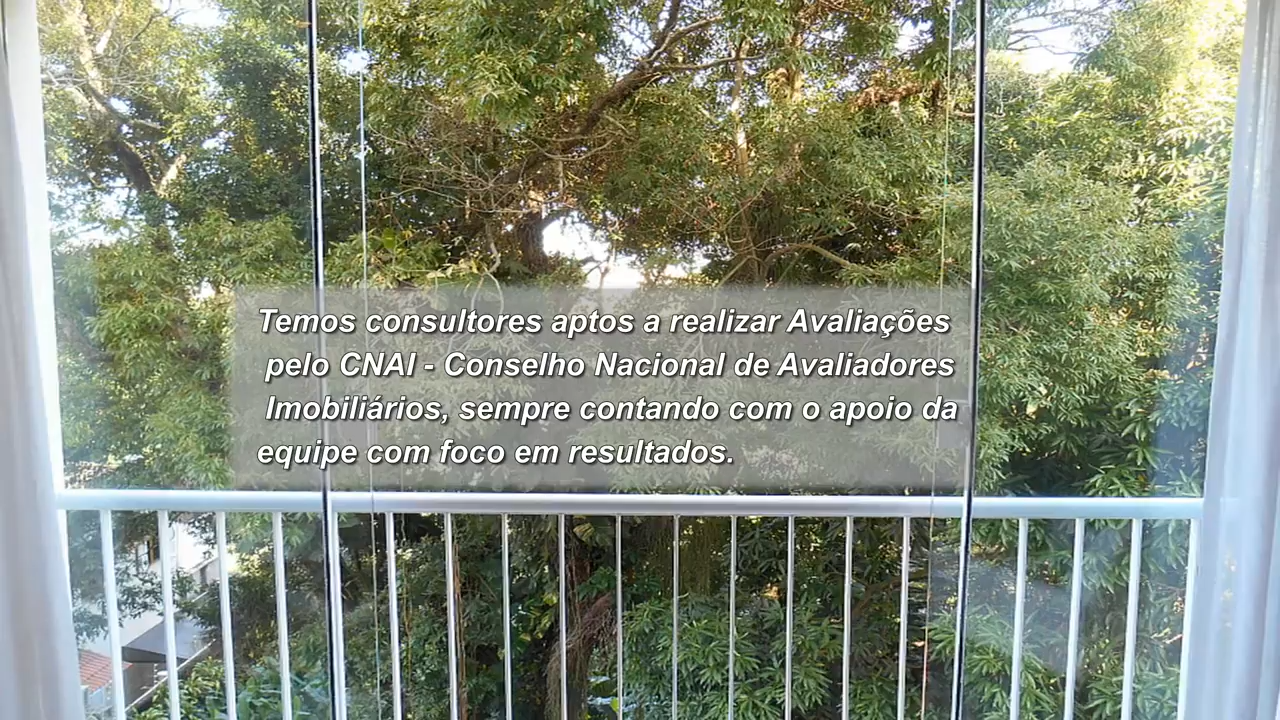 Temos consultores aptos a realizar Avaliações
pelo CNAI - Conselho Nacional de Avaliadores
Imobiliários, sempre contando com o apoio da
equipe com foco em resultados.